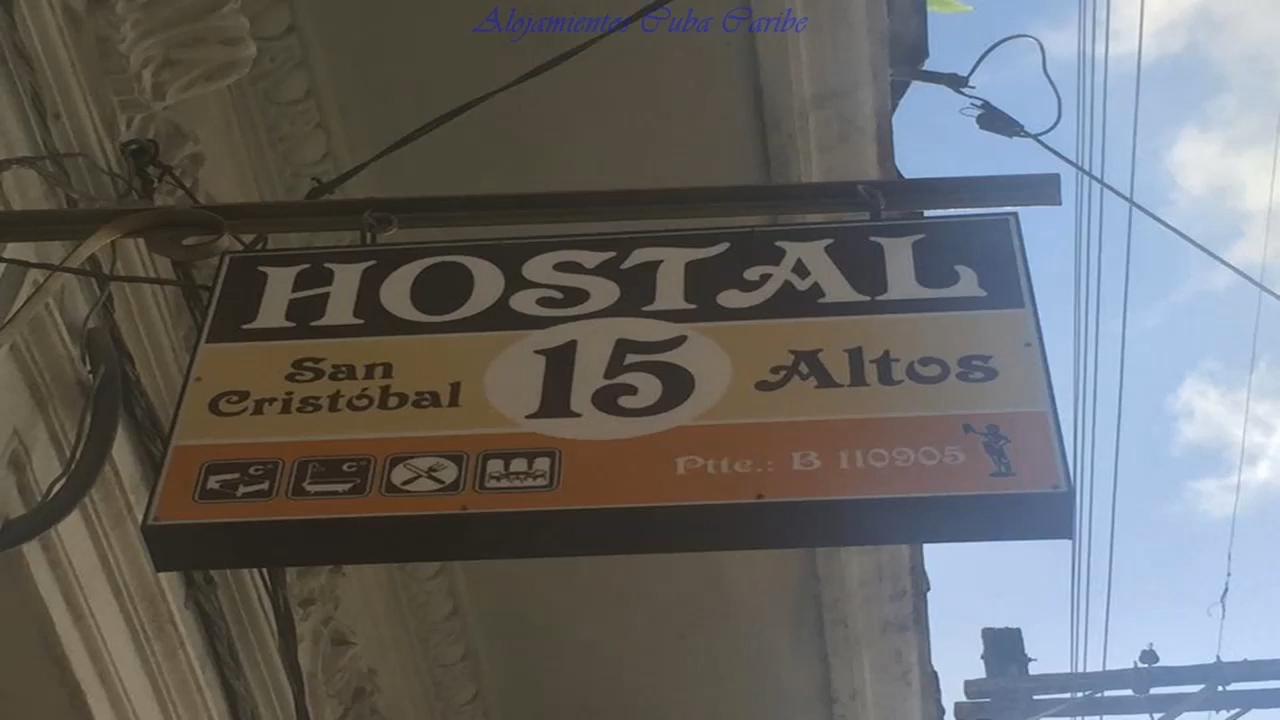 Alojamientos Cuba Caribe
HOSTAL
San
Cristóbal
15
Altos
Ptte.: B 110905